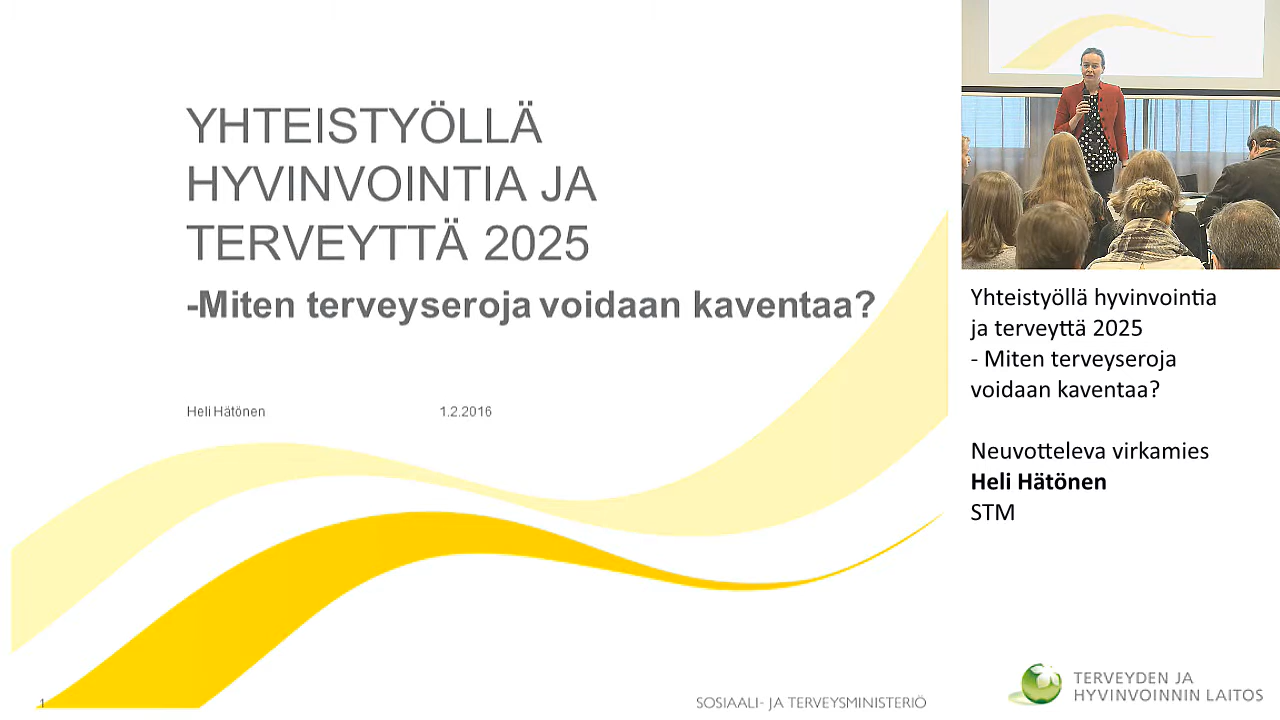 YHTEISTYÖLLÄ
HYVINVOINTIA JA
TERVEYTTÄ 2025
-Miten terveyseroja voidaan kaventaa?
Heli Hätönen 1.2.2016
1
SOSIAALI- JA TERVEYSMINISTERIÖ
Yhteistyöllä hyvinvointia
ja terveyttä 2025
- Miten terveyseroja
voidaan kaventaa?
Neuvotteleva virkamies
Heli Hätönen
STM
TERVEYDEN JA
HYVINVOINNIN LAITOS